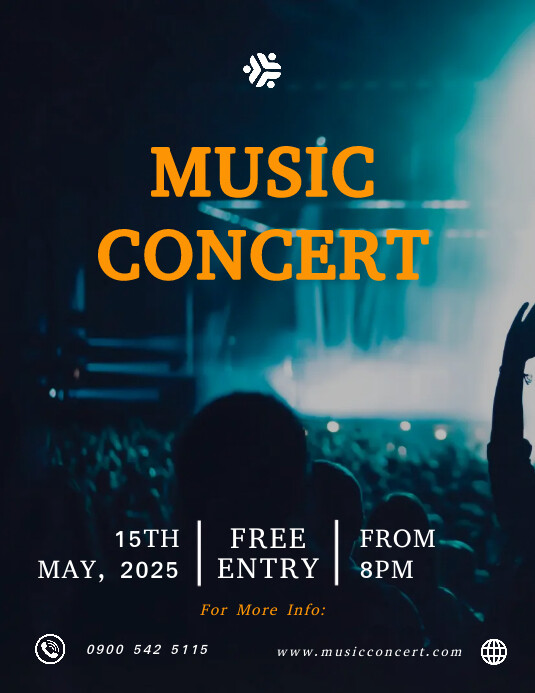 MUSIC
CONCERT
15TH
MAY, 2025
FREE
ENTRY
FROM
8PM
For More Info:
0900 542 5115
www.musicconcert.com